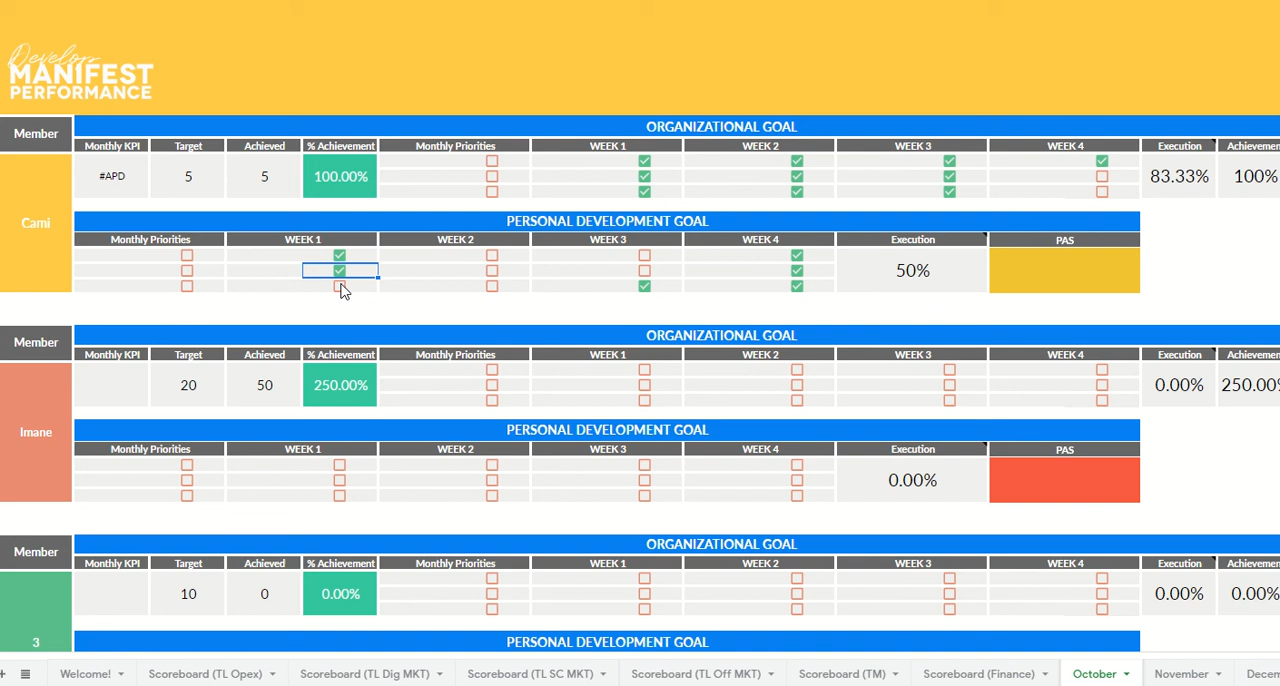 Develop
MANIFEST
PERFORMANCE
Member
ORGANIZATIONAL GOAL
Monthly KPI Target Achieved % Achievement Monthly Priorities WEEK 1 WEEK 2 WEEK 3 WEEK 4 Execution Achievemen
#APD 5 5 100.00% 83.33% 100%
Cami
PERSONAL DEVELOPMENT GOAL
Monthly Priorities WEEK 1 WEEK 2 WEEK 3 WEEK 4 Execution PAS
50%
Member
ORGANIZATIONAL GOAL
Monthly KPI Target Achieved % Achievement Monthly Priorities WEEK 1 WEEK 2 WEEK 3 WEEK 4 Execution Achievemen
20 50 250.00% 0.00% 250.00%
Imane
PERSONAL DEVELOPMENT GOAL
Monthly Priorities WEEK 1 WEEK 2 WEEK 3 WEEK 4 Execution PAS
0.00%
Member
ORGANIZATIONAL GOAL
Monthly KPI Target Achieved % Achievement Monthly Priorities WEEK 1 WEEK 2 WEEK 3 WEEK 4 Execution Achievemen
10 0 0.00% 0.00% 0.00%
3
PERSONAL DEVELOPMENT GOAL
Welcome! Scoreboard (TL Opex) Scoreboard (TL Dig MKT) Scoreboard (TL SC MKT) Scoreboard (TL Off MKT) Scoreboard (TM) Scoreboard (Finance) October November Decem